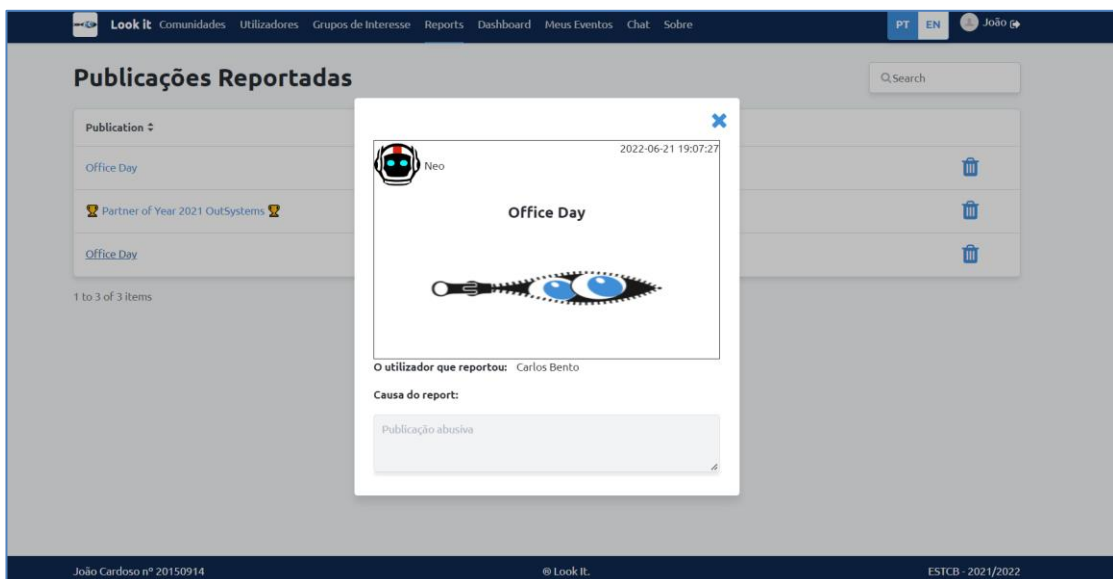 Look it Comunidades Utilizadores Grupos de Interesse Reports Dashboard Meus Eventos Chat Sobre PT EN João
Publicações Reportadas
Search
Publication
Office Day
🏆 Partner of Year 2021 OutSystems 🏆
Office Day
1 to 3 of 3 items
2022-06-21 19:07:27
Neo
Office Day
O utilizador que reportou: Carlos Bento
Causa do report:
Publicação abusiva
João Cardoso nº 20150914 ® Look It. ESTCB - 2021/2022